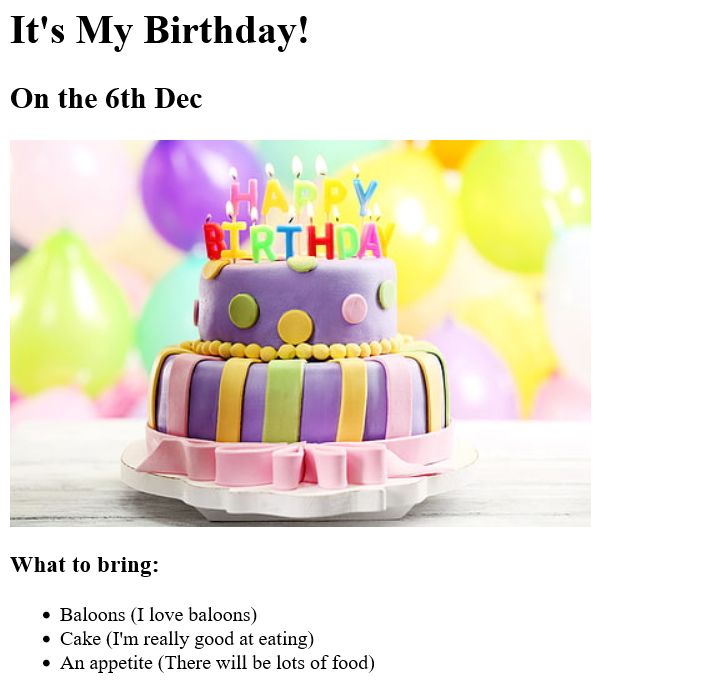 It's My Birthday!
On the 6th Dec
HAPPY
BIRTHDAY
What to bring:
Baloons (I love baloons)
Cake (I'm really good at eating)
An appetite (There will be lots of food)